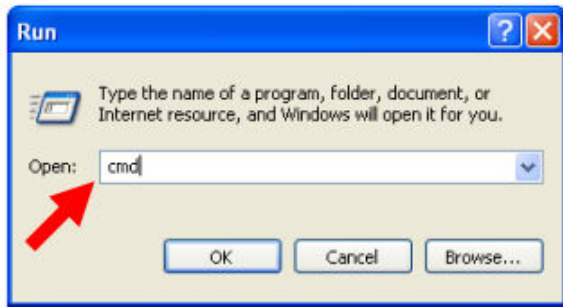 Run
Type the name of a program, folder, document, or
Internet resource, and Windows will open it for you.
Open: cmd
OK Cancel Browse...